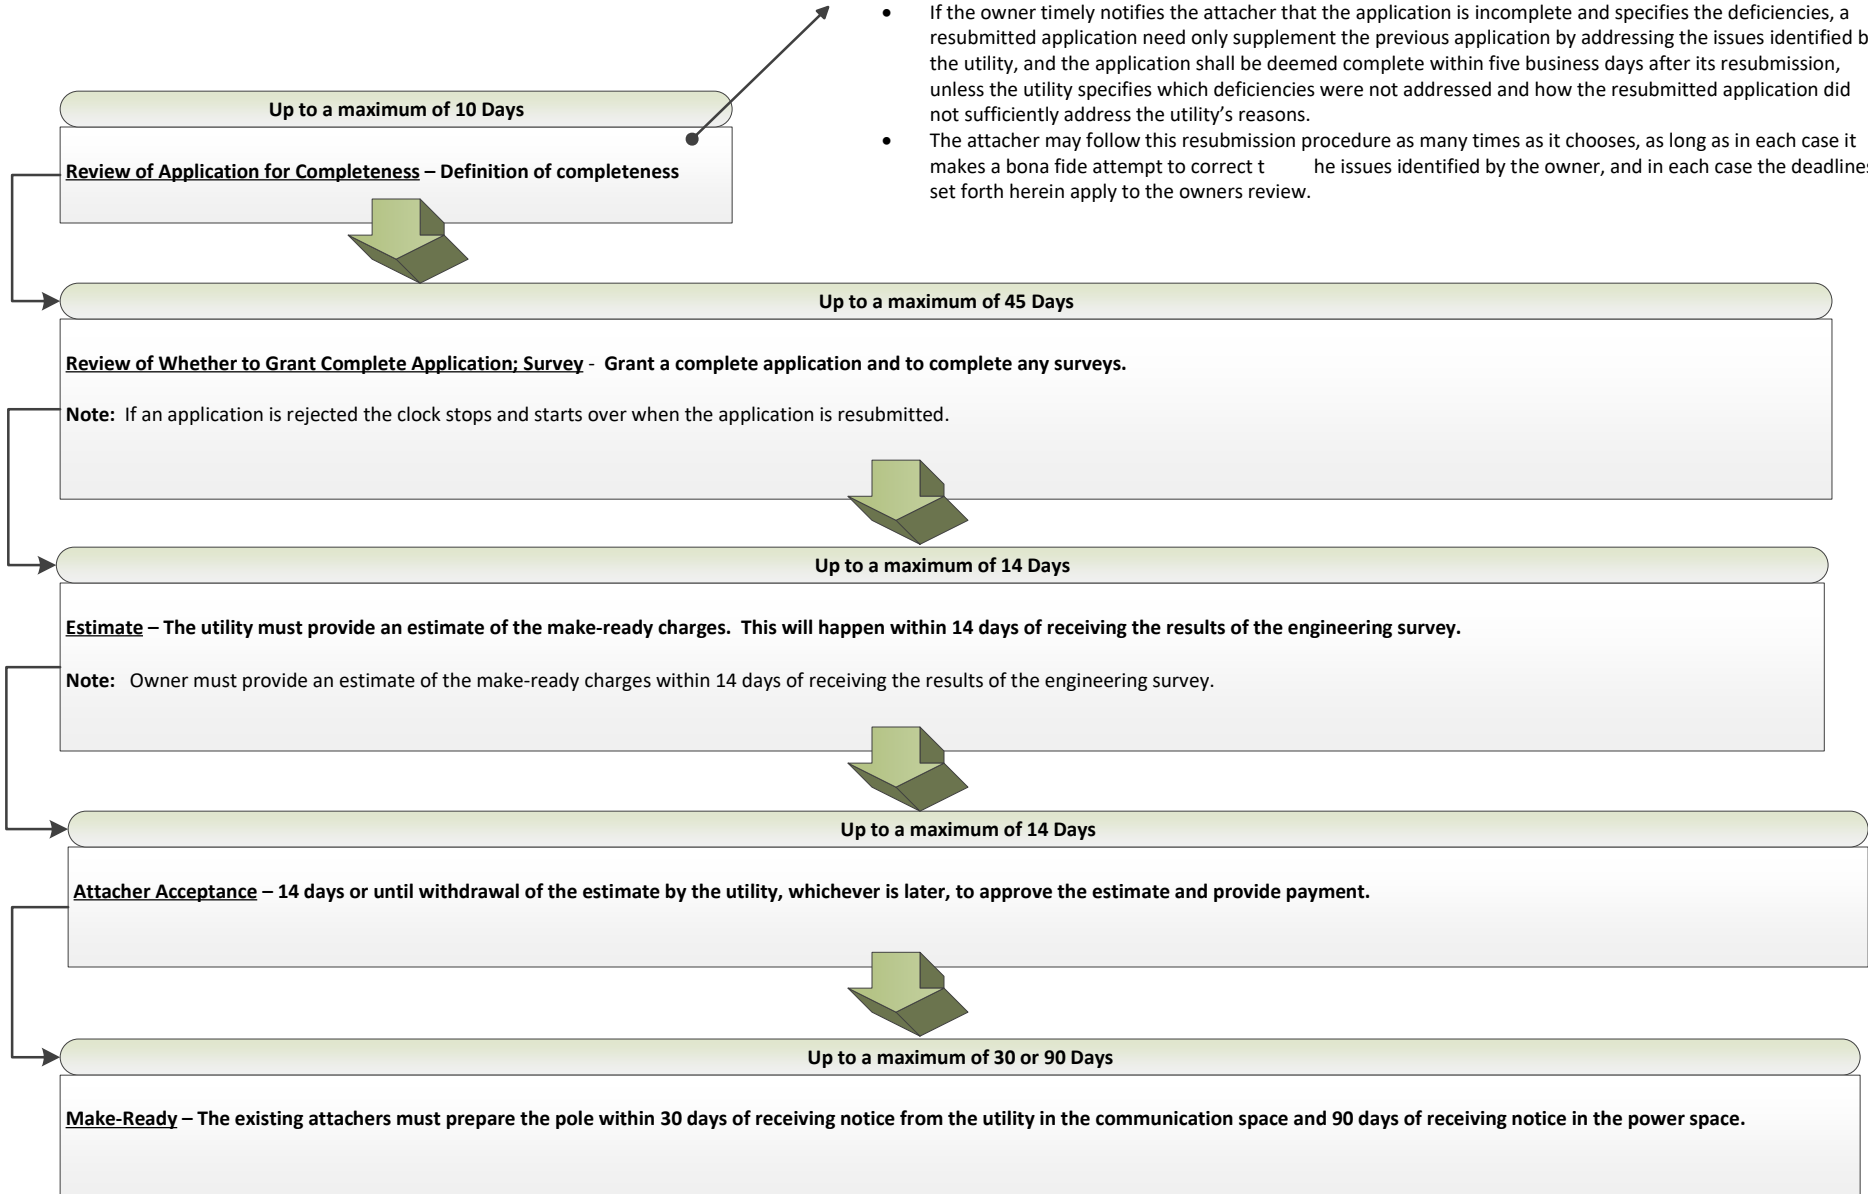 • If the owner timely notifies the attacher that the application is incomplete and specifies the deficiencies, a
resubmitted application need only supplement the previous application by addressing the issues identified b
the utility, and the application shall be deemed complete within five business days after its resubmission,
unless the utility specifies which deficiencies were not addressed and how the resubmitted application did
not sufficiently address the utility's reasons.
• The attacher may follow this resubmission procedure as many times as it chooses, as long as in each case it
makes a bona fide attempt to correct t he issues identified by the owner, and in each case the deadlines
set forth herein apply to the owners review.
Up to a maximum of 10 Days
Review of Application for Completeness – Definition of completeness
Up to a maximum of 45 Days
Review of Whether to Grant Complete Application; Survey - Grant a complete application and to complete any surveys.
Note: If an application is rejected the clock stops and starts over when the application is resubmitted.
Up to a maximum of 14 Days
Estimate – The utility must provide an estimate of the make-ready charges. This will happen within 14 days of receiving the results of the engineering survey.
Note: Owner must provide an estimate of the make-ready charges within 14 days of receiving the results of the engineering survey.
Up to a maximum of 14 Days
Attacher Acceptance – 14 days or until withdrawal of the estimate by the utility, whichever is later, to approve the estimate and provide payment.
Up to a maximum of 30 or 90 Days
Make-Ready – The existing attachers must prepare the pole within 30 days of receiving notice from the utility in the communication space and 90 days of receiving notice in the power space.